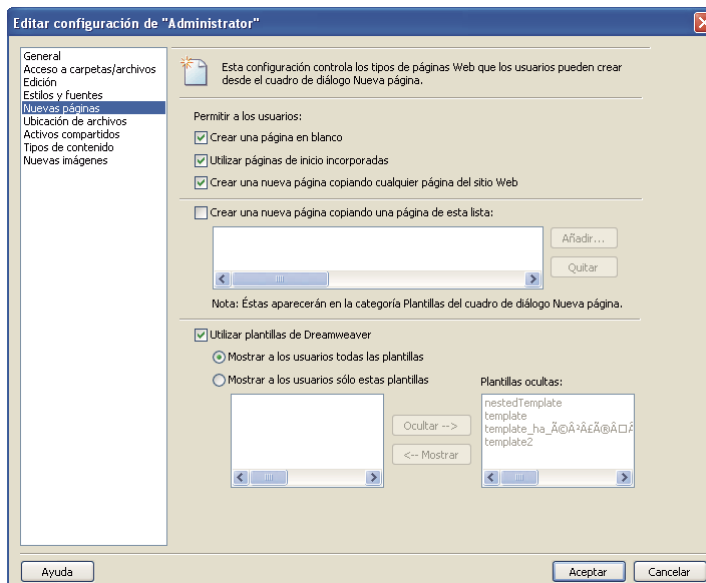 Editar configuración de "Administrator"
General
Acceso a carpetas/archivos
Edición
Estilos y fuentes
Nuevas páginas
Ubicación de archivos
Activos compartidos
Tipos de contenido
Nuevas imágenes
Esta configuración controla los tipos de páginas Web que los usuarios pueden crear
desde el cuadro de diálogo Nueva página.
Permitir a los usuarios:
Crear una página en blanco
Utilizar páginas de inicio incorporadas
Crear una nueva página copiando cualquier página del sitio Web
Crear una nueva página copiando una página de esta lista:
Añadir...
Quitar
Nota: Éstas aparecerán en la categoría Plantillas del cuadro de diálogo Nueva página.
Utilizar plantillas de Dreamweaver
Mostrar a los usuarios todas las plantillas
Mostrar a los usuarios sólo estas plantillas
Ocultar -->
<-- Mostrar
Plantillas ocultas:
nestedTemplate
template
template2
Ayuda
Aceptar
Cancelar